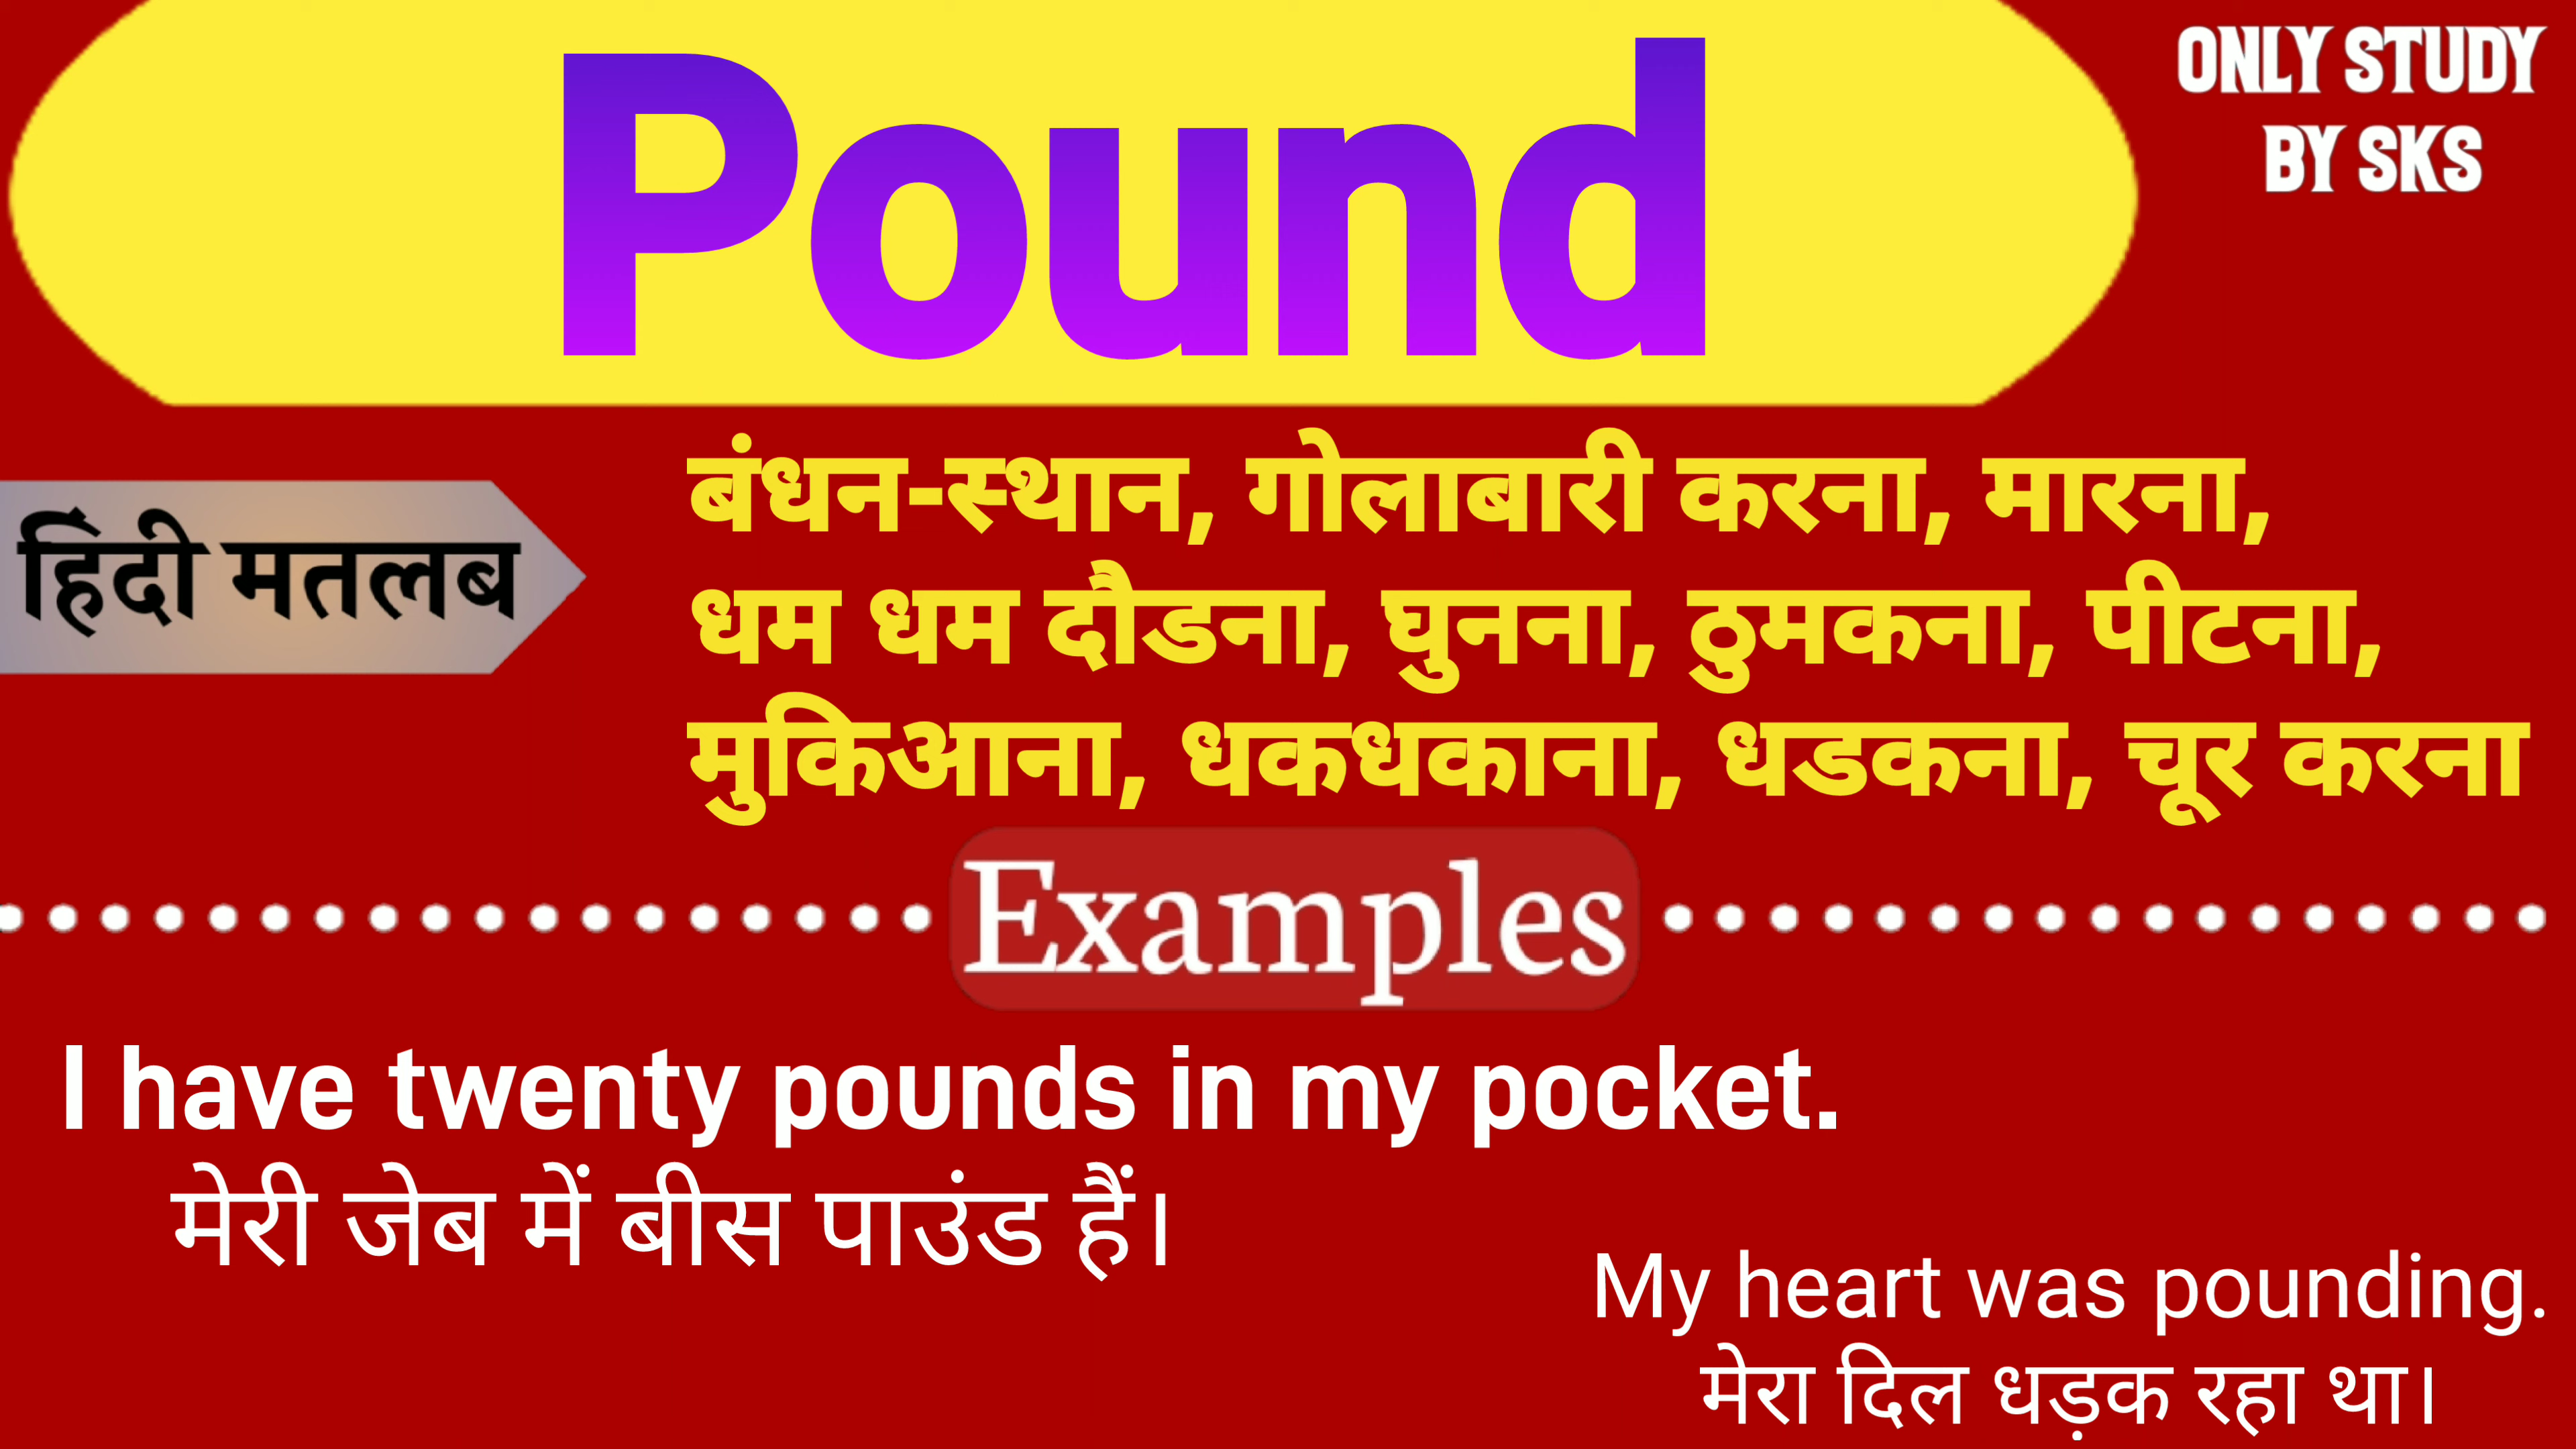 Pound
ONLY STUDY
BY SKS
हिंदी मतलब
बंधन-स्थान, गोलाबारी करना, मारना,
धम धम दौडना, घुनना, ठुमकना, पीटना,
मुकिआना, धकधकाना, धडकना, चूर करना
Examples
I have twenty pounds in my pocket.
मेरी जेब में बीस पाउंड हैं।
My heart was pounding.
मेरा दिल धड़क रहा था।